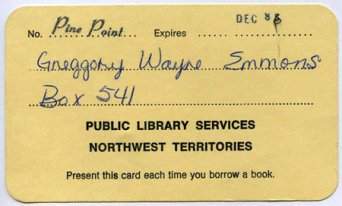 No. Pine Point Expires DEC 86
Greggory Wayne Emmons
Box 541
PUBLIC LIBRARY SERVICES
NORTHWEST TERRITORIES
Present this card each time you borrow a book.